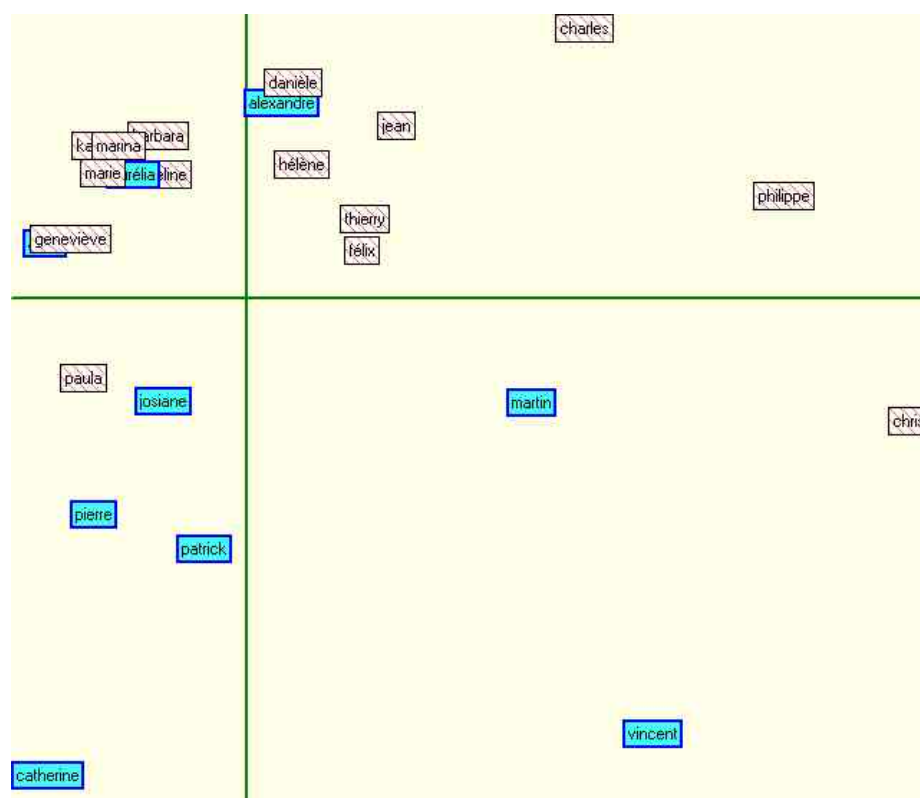 charles
danièle
alexandre
jean
marina
hélène
marie
philippe
thierry
geneviève
félix
paula
josiane
martin
pierre
patrick
vincent
catherine